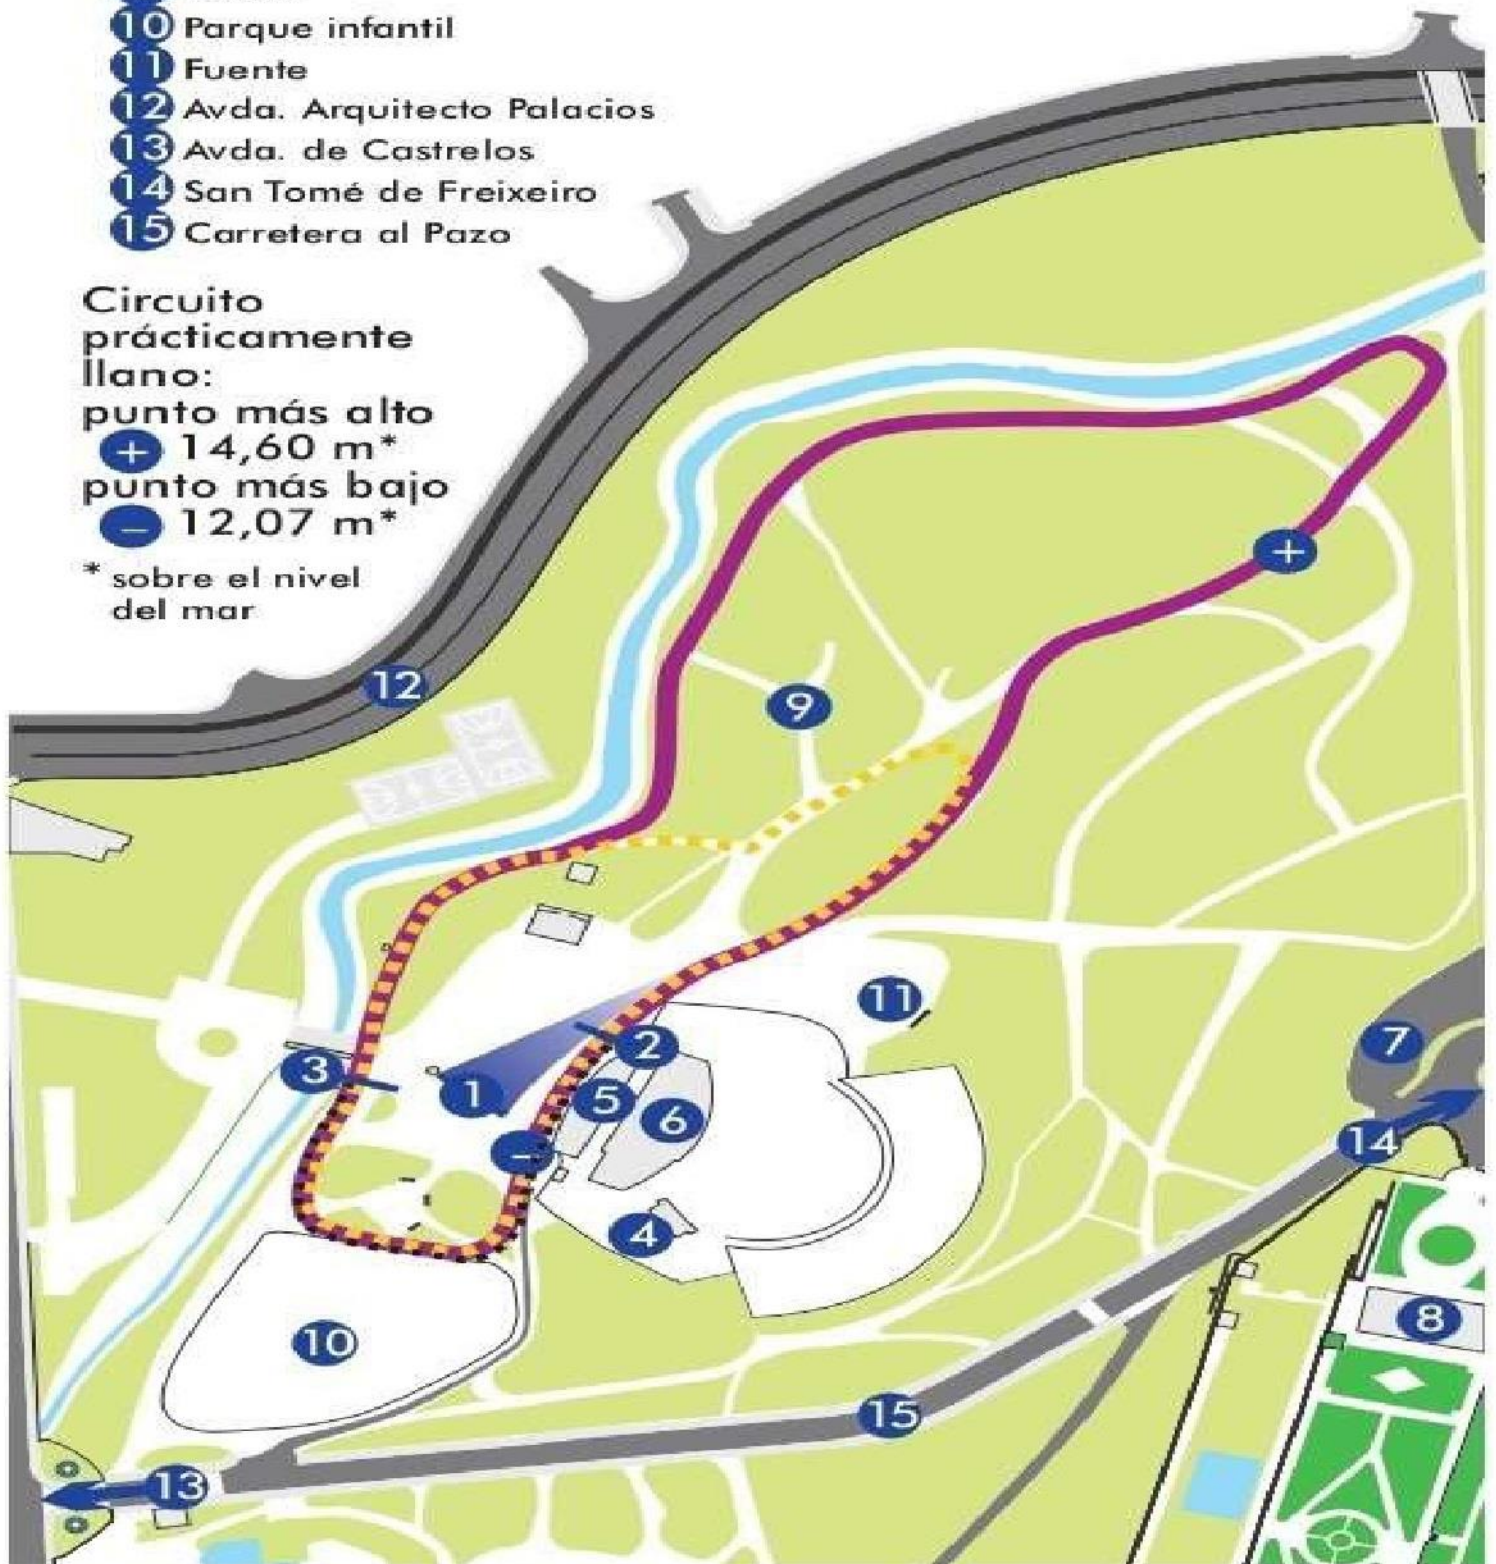 10 Parque infantil
11 Fuente
12 Avda. Arquitecto Palacios
13 Avda. de Castrelos
14 San Tomé de Freixeiro
15 Carretera al Pazo
Circuito
prácticamente
llano:
punto más alto
+ 14,60 m*
punto más bajo
– 12,07 m*
* sobre el nivel
del mar
+
12
9
11
7
2
3
1
5
6
14
–
4
8
10
15
13